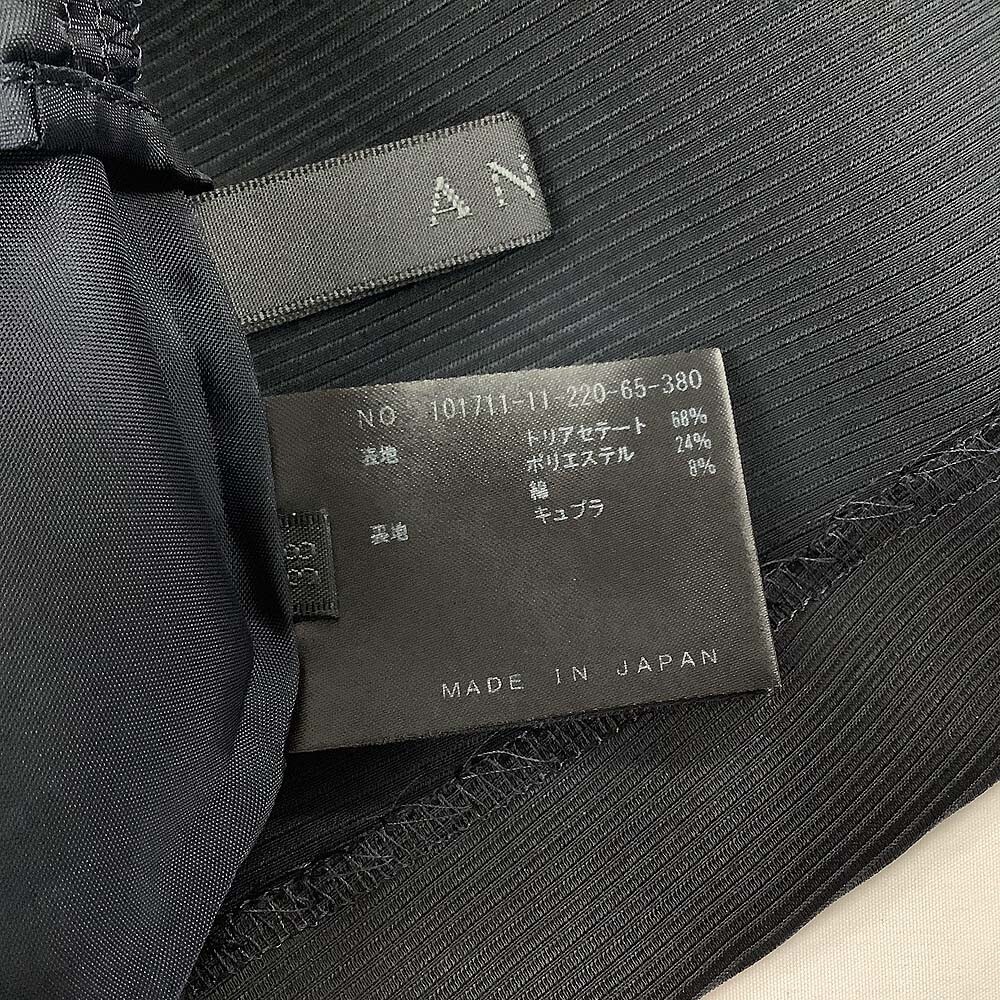 A N
NO 101711-11 220-65-380
表地 トリアセテート 68%
ポリエステル 24%
綿 8%
裏地 キュプラ
38
MADE IN JAPAN